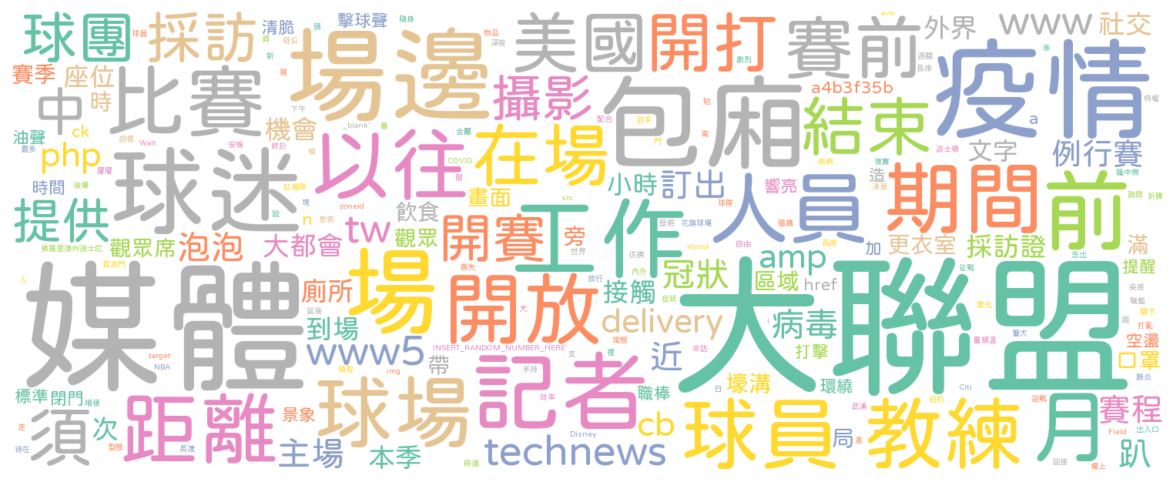 球團
採訪
清脆
擊球聲
場邊
美國
開打
賽前
外界
www
社交
賽季
座位
比賽
攝影
包廂
a4b3f35b
結束
疫情
中
時
機會
油聲
ck
php
_blank
以往
在場
COVID
文字
a
例行賽
時間
球迷
Walt
畫面
小時
訂出
響亮
造
人員
期間
前
提供
n
zoneid
飲食
src
工作
觀眾席
泡泡
大都會
tw
觀眾
開賽
旁
World
自由
加
更衣室
採訪證
滿
提醒
媒體
廁所
場
開放
接觸
冠狀
amp
區域
href
大聯盟
到場
www5
delivery
病毒
target
NBA
img
INSERT_RANDOM_NUMBER_HERE
近
打擊
空盪
口罩
標準
閉門
帶
記者
職棒
壕溝
環繞
Citi
須
次
距離
景象
球場
cb
球員
教練
月
賽程
Field
主場
本季
technews
Disney
局
趴